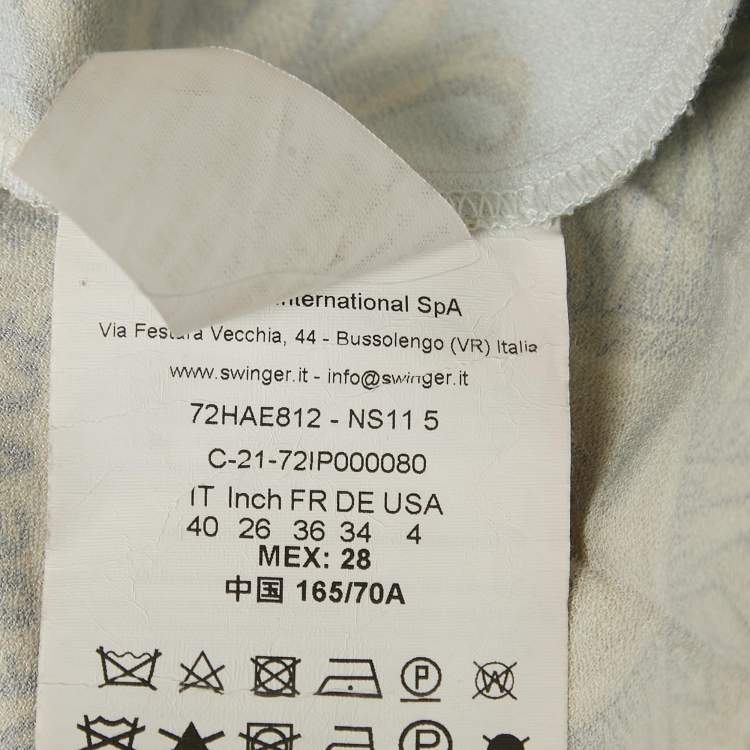 International SpA
Via Festara Vecchia, 44 - Bussolengo (VR) Italia
www.swinger.it - info@swinger.it
72HAE812 - NS11 5
C-21-72IP000080
IT Inch FR DE USA
40 26 36 34 4
MEX: 28
中国 165/70A
P W
P